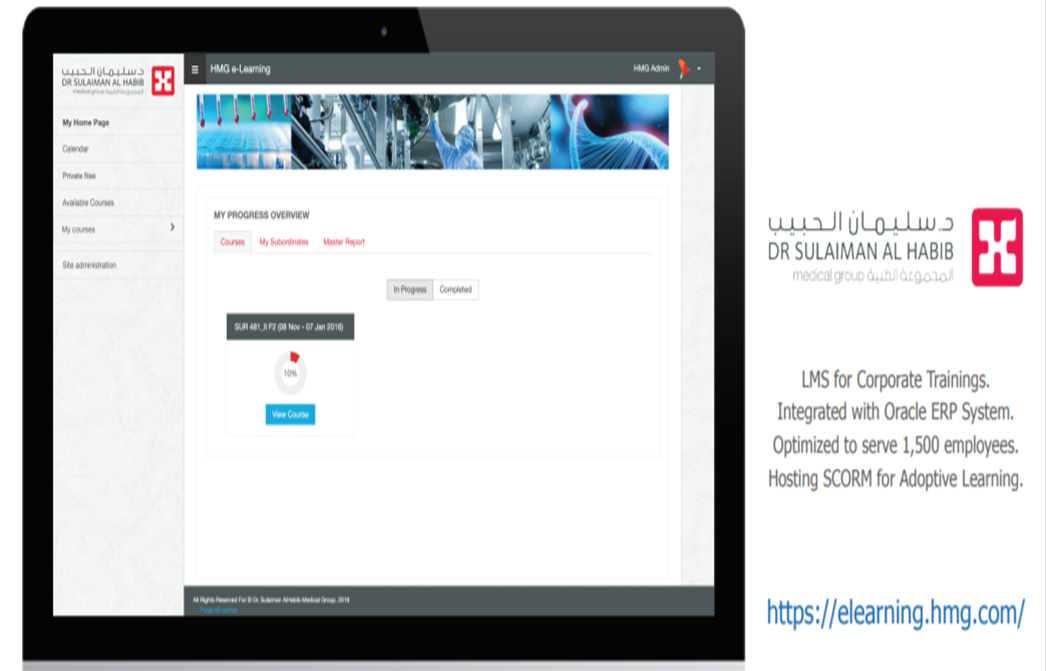 د.سليمان الحبيب
DR SULAIMAN AL HABIB
medical group المجموعة الطبية
HMG e-Learning
HMG Admin
My Home Page
Calendar
Private files
Available Courses
My courses
Site administration
MY PROGRESS OVERVIEW
Courses My Subordinates Master Report
In Progress Completed
SUR 481_II F2 (08 Nov - 07 Jan 2016)
10%
View Course
All Rights Reserved For © Dr. Sulaiman AlHabib Medical Group. 2019
Purge all caches
د.سليمان الحبيب
DR SULAIMAN AL HABIB
medical group المجموعة الطبية
LMS for Corporate Trainings.
Integrated with Oracle ERP System.
Optimized to serve 1,500 employees.
Hosting SCORM for Adoptive Learning.
https://elearning.hmg.com/